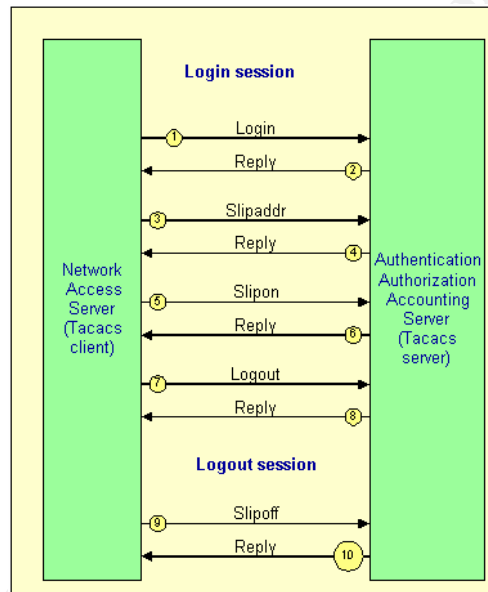 Login session
Login
1
Reply
2
Slipaddr
3
Reply
4
Network
Access
Server
(Tacacs
client)
Authentication
Authorization
Accounting
Server
(Tacacs
server)
Slipon
5
Reply
6
Logout
7
Reply
8
Logout session
Slipoff
9
Reply
10